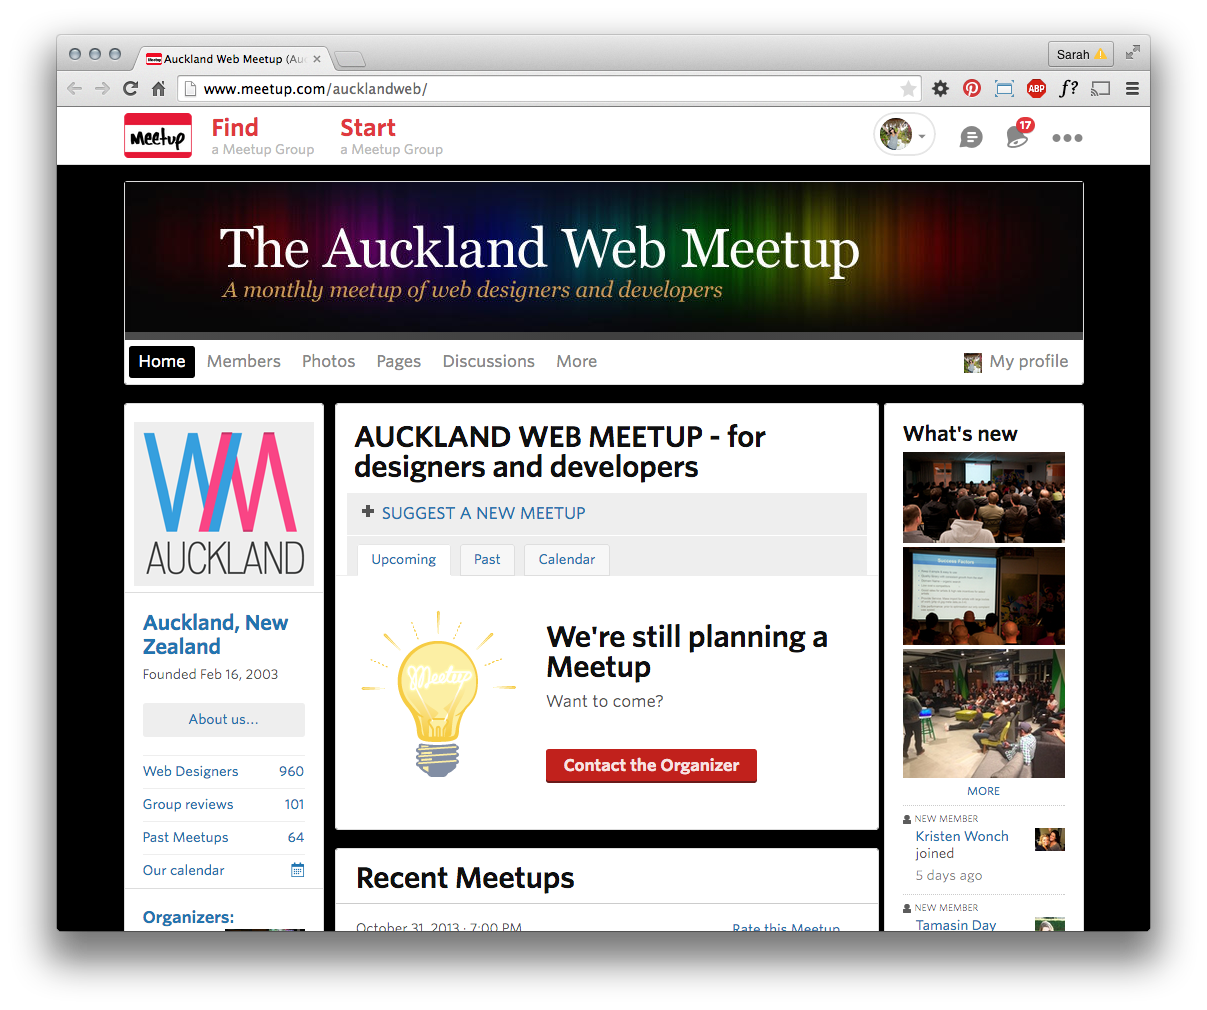 Auckland Web Meetup (Au
Sarah
www.meetup.com/aucklandweb/
ABP
f?
Meetup
Find
a Meetup Group
Start
a Meetup Group
17
The Auckland Web Meetup
A monthly meetup of web designers and developers
Home
Members
Photos
Pages
Discussions
More
My profile
WM
AUCKLAND
Auckland, New
Zealand
Founded Feb 16, 2003
About us...
Web Designers 960
Group reviews 101
Past Meetups 64
Our calendar
Organizers:
AUCKLAND WEB MEETUP - for
designers and developers
SUGGEST A NEW MEETUP
Upcoming
Past
Calendar
Meetup
We're still planning a
Meetup
Want to come?
Contact the Organizer
Recent Meetups
October 31, 2013 · 7:00 PM
Rate this Meetup
What's new
Success Factors
MORE
NEW MEMBER
Kristen Wonch
joined
5 days ago
NEW MEMBER
Tamasin Day